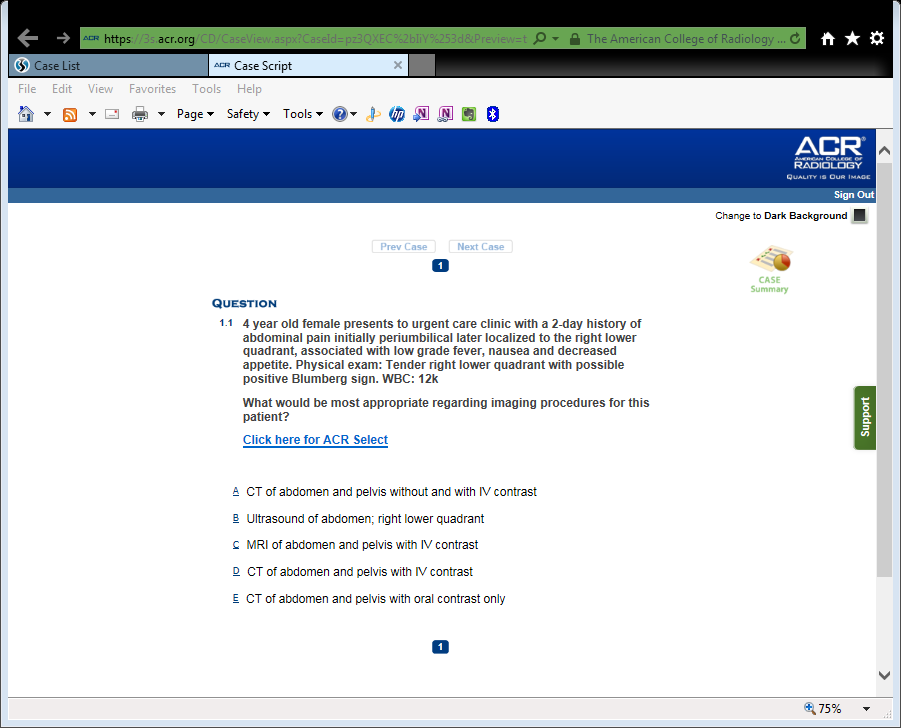 ACR https://3s.acr.org/CD/CaseView.aspx?CaseId=pz3QXEC%2bIiY%253d&Preview=t The American College of Radiology ...
Case List
ACR Case Script
File Edit View Favorites Tools Help
Page Safety Tools
ACR
AMERICAN COLLEGE OF
RADIOLOGY
QUALITY IS OUR IMAGE
Sign Out
Change to Dark Background
Prev Case Next Case
1
CASE
Summary
QUESTION
1.1 4 year old female presents to urgent care clinic with a 2-day history of
abdominal pain initially periumbilical later localized to the right lower
quadrant, associated with low grade fever, nausea and decreased
appetite. Physical exam: Tender right lower quadrant with possible
positive Blumberg sign. WBC: 12k
What would be most appropriate regarding imaging procedures for this
patient?
Click here for ACR Select
Support
A CT of abdomen and pelvis without and with IV contrast
B Ultrasound of abdomen; right lower quadrant
C MRI of abdomen and pelvis with IV contrast
D CT of abdomen and pelvis with IV contrast
E CT of abdomen and pelvis with oral contrast only
1
75%